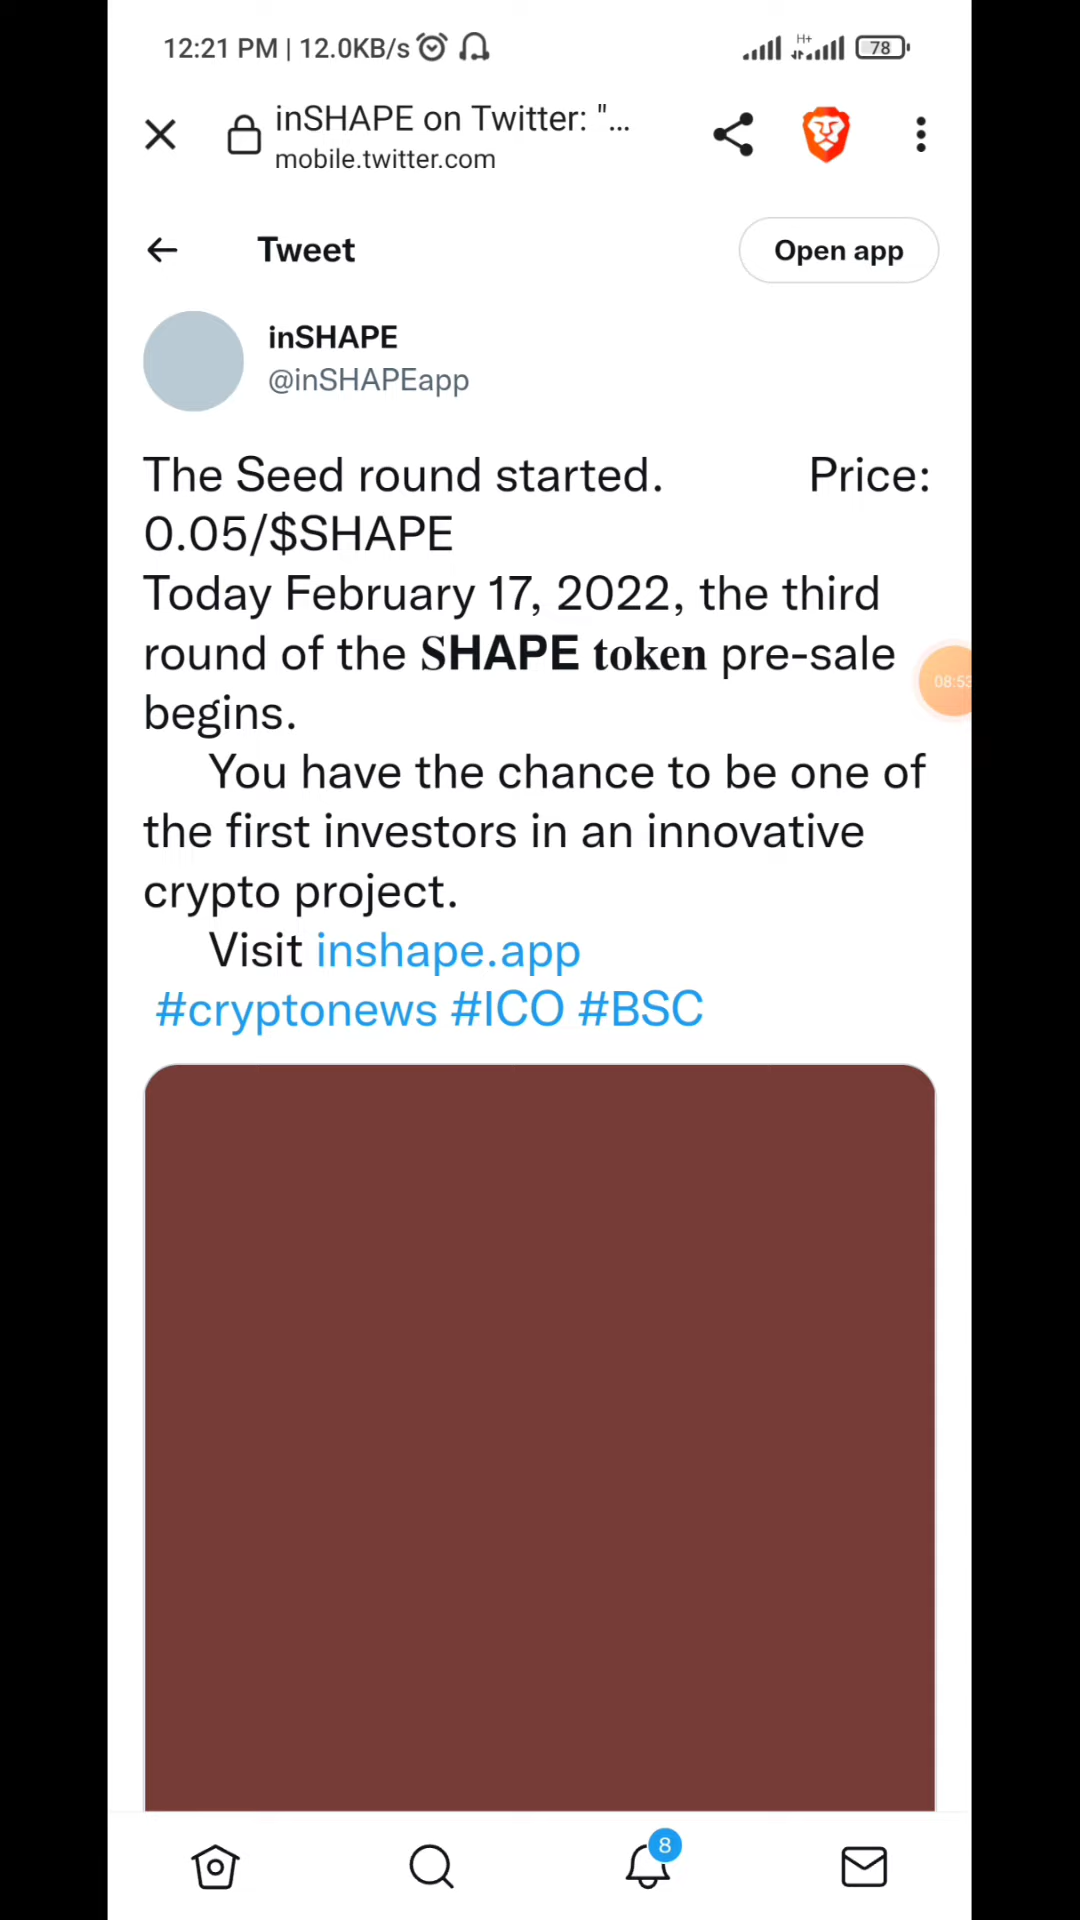 12:21 PM | 12.0KB/s
H+
78
inSHAPE on Twitter: "...
mobile.twitter.com
Tweet
Open app
inSHAPE
@inSHAPEapp
The Seed round started. Price:
0.05/$SHAPE
Today February 17, 2022, the third
round of the SHAPE token pre-sale
begins.
08:53
You have the chance to be one of
the first investors in an innovative
crypto project.
Visit inshape.app
#cryptonews #ICO #BSC
8